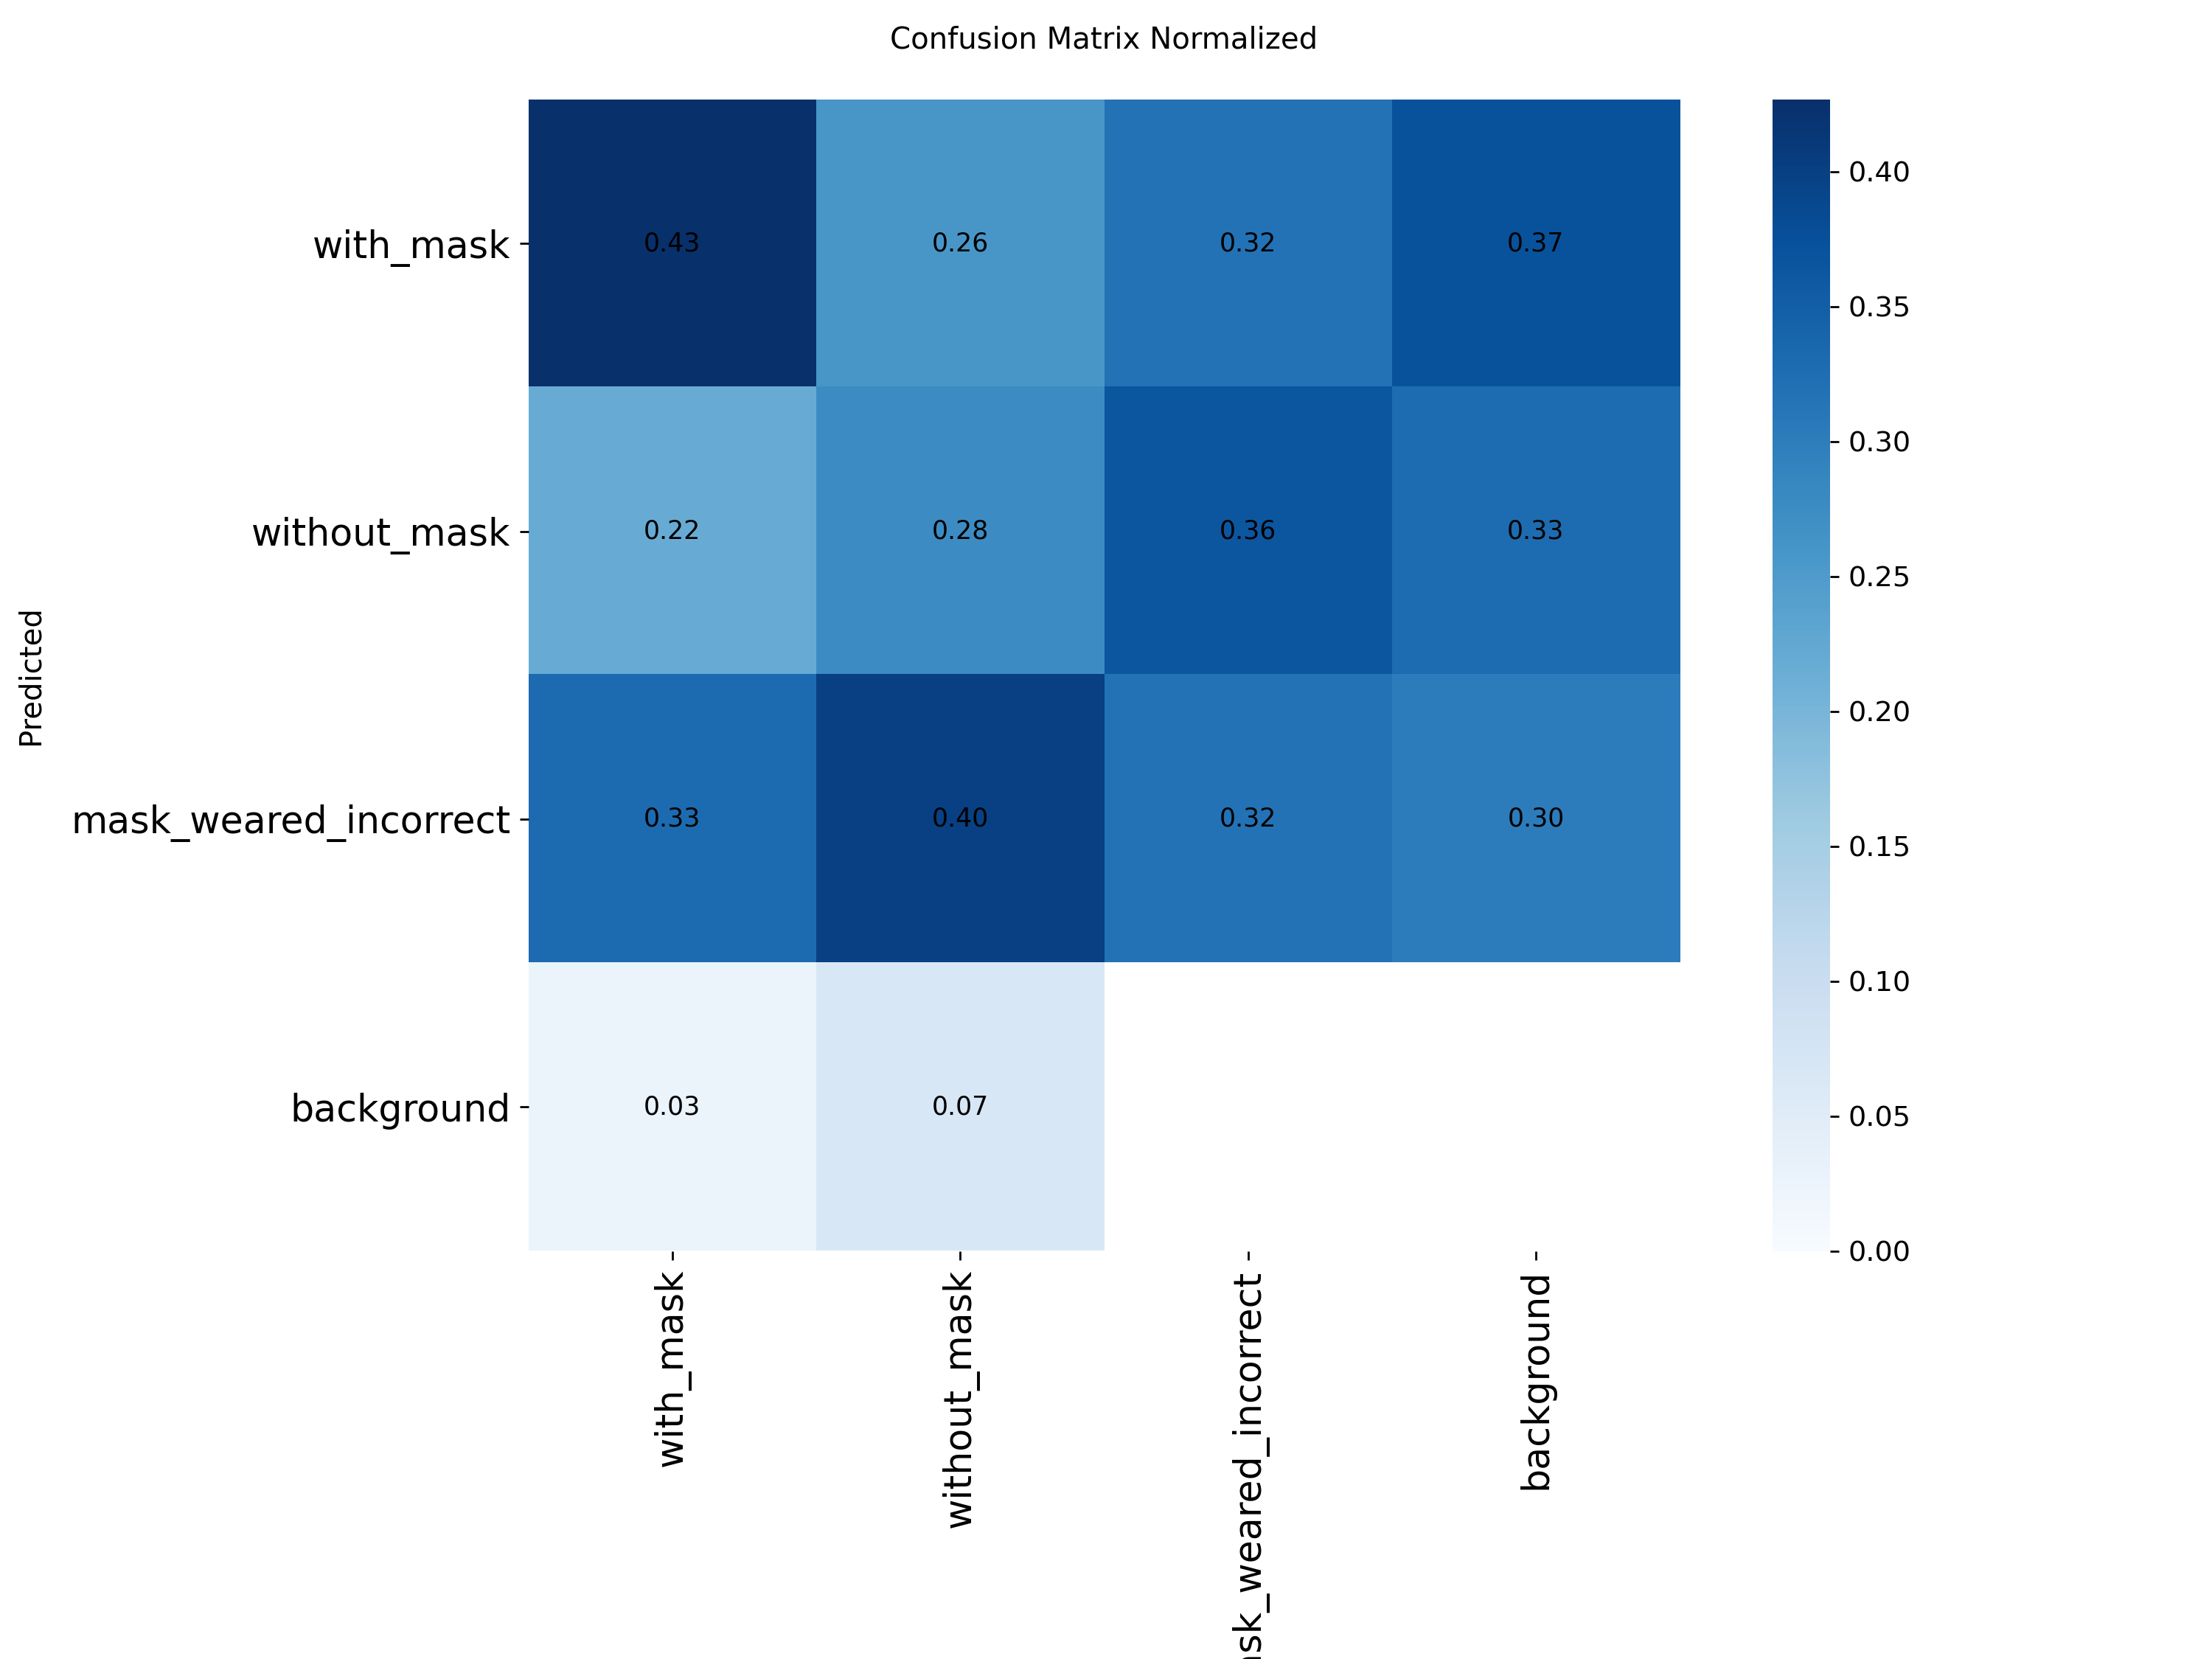 Confusion Matrix Normalized
with_mask
0.43 0.26 0.32 0.37
without_mask
0.22 0.28 0.36 0.33
mask_weared_incorrect
0.33 0.40 0.32 0.30
background
0.03 0.07
Predicted
with_mask
without_mask
sk_weared_incorrect
background
0.40
0.35
0.30
0.25
0.20
0.15
0.10
0.05
0.00